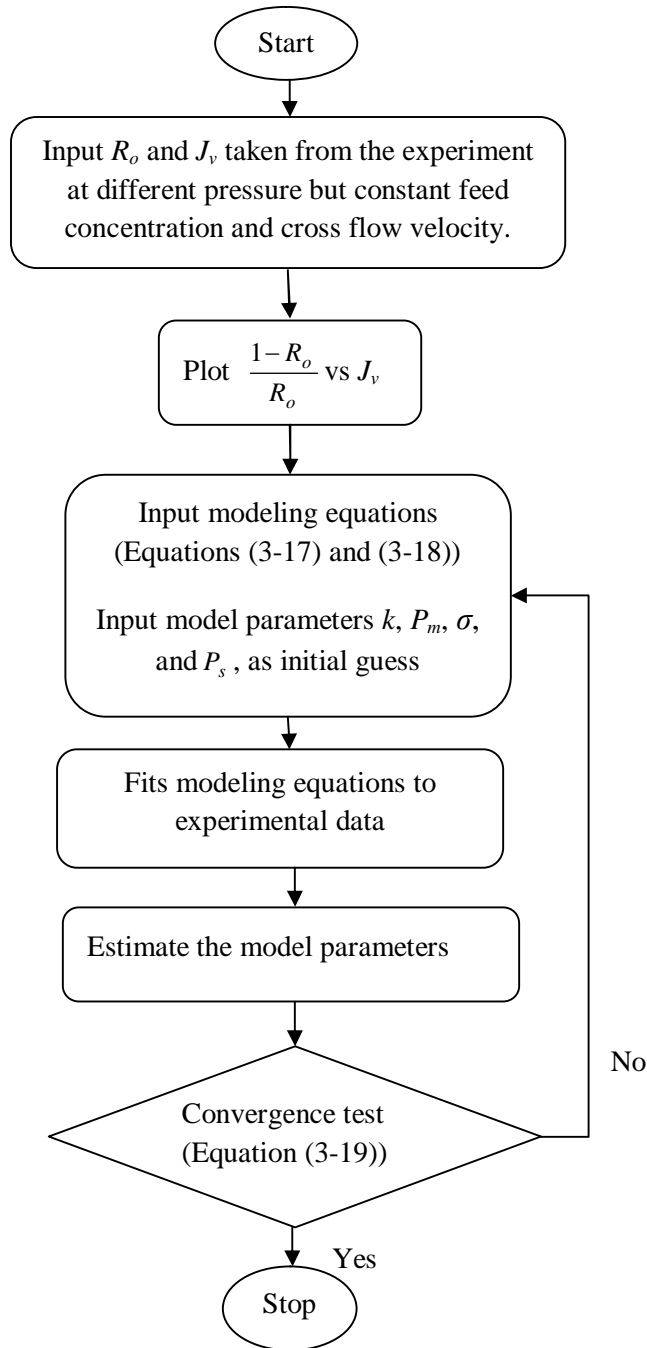 Start
Input R_o and J_v taken from the experiment
at different pressure but constant feed
concentration and cross flow velocity.
Plot (1 − R_o)/R_o vs J_v
Input modeling equations
(Equations (3-17) and (3-18))
Input model parameters k, P_m, σ,
and P_s , as initial guess
Fits modeling equations to
experimental data
Estimate the model parameters
Convergence test
(Equation (3-19))
No
Yes
Stop